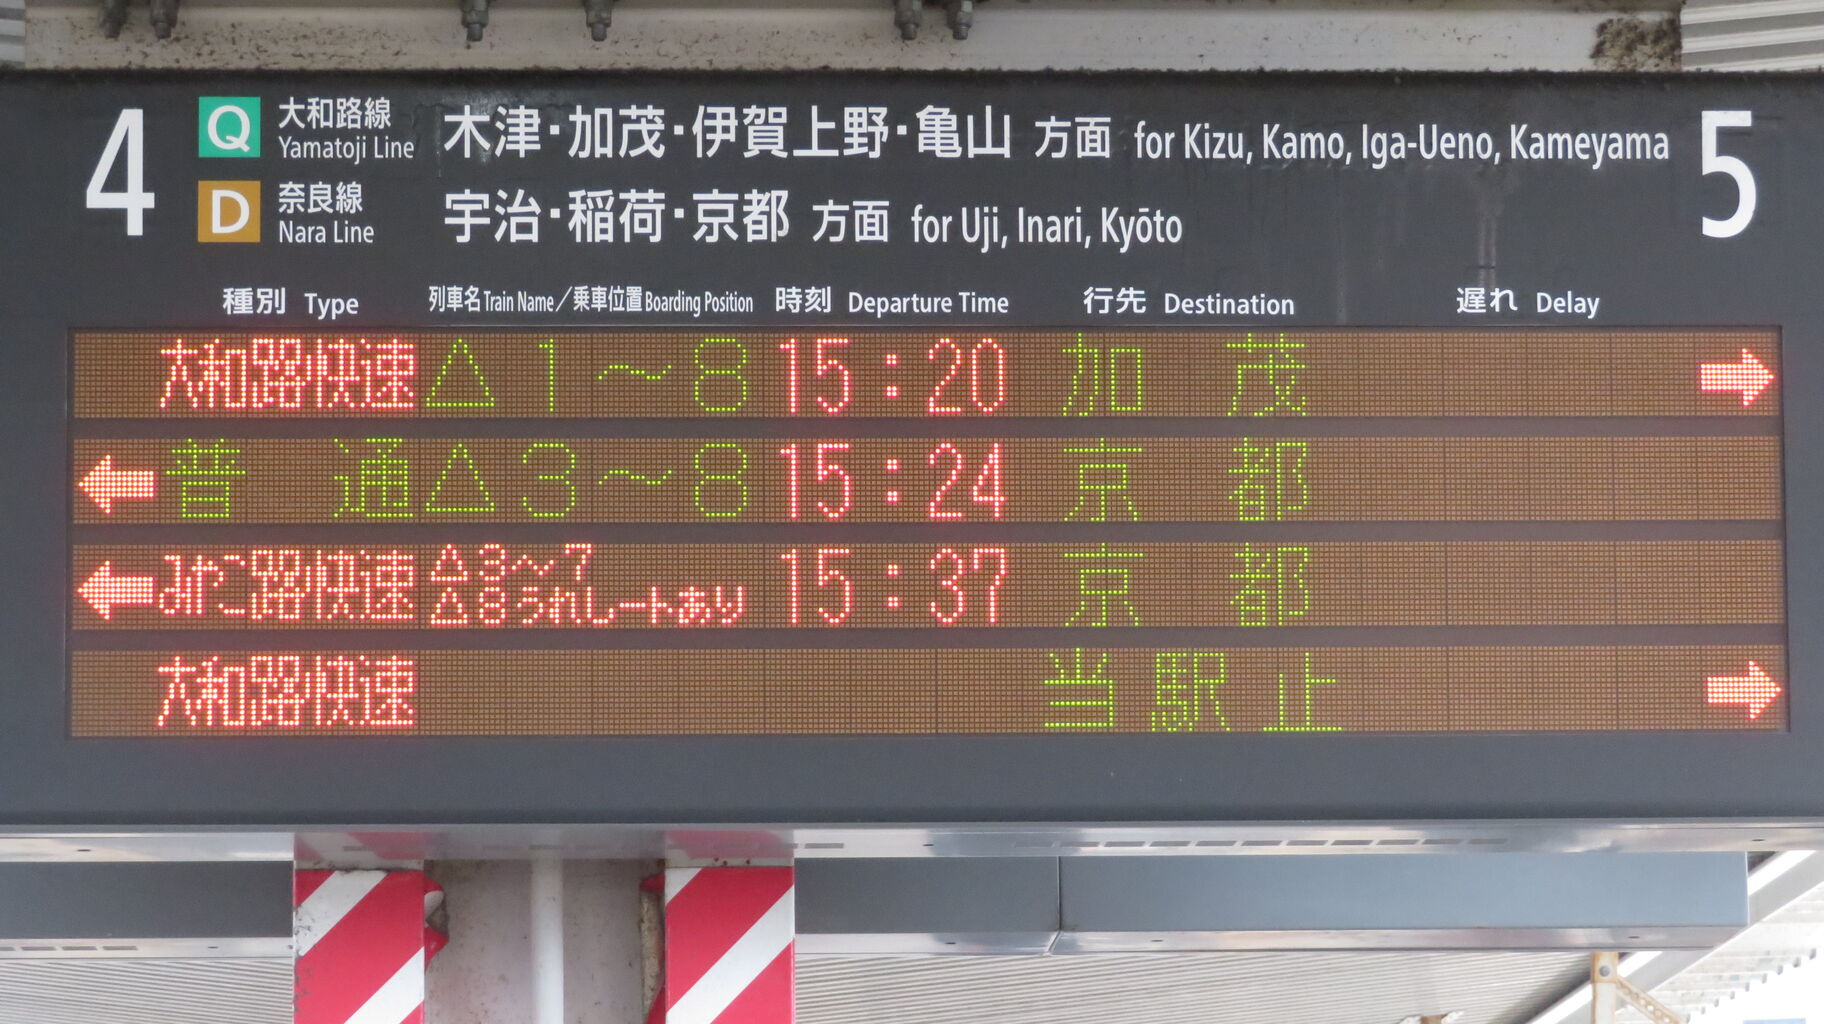 4 Q 大和路線 Yamatoji Line 木津・加茂・伊賀上野・亀山 方面 for Kizu, Kamo, Iga-Ueno, Kameyama 5
D 奈良線 Nara Line 宇治・稲荷・京都 方面 for Uji, Inari, Kyōto
種別 Type 列車名 Train Name／乗車位置 Boarding Position 時刻 Departure Time 行先 Destination 遅れ Delay
大和路快速 △1～8 15:20 加茂 →
← 普通 △3～8 15:24 京都
← みやこ路快速 △3～7 △8うれしートあり 15:37 京都
大和路快速 当駅止 →